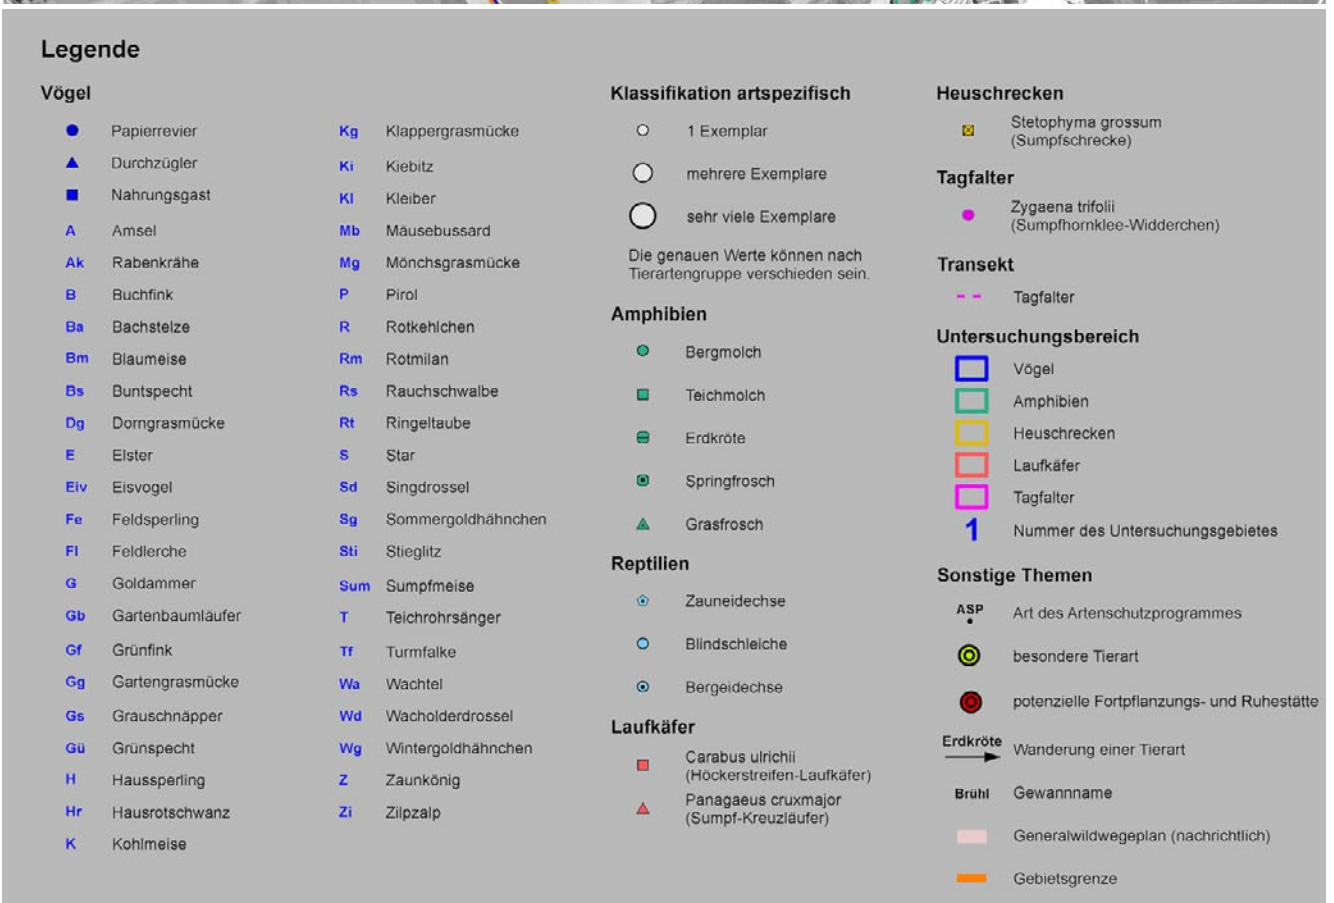 Legende
Vögel
Papierrevier
Durchzügler
Nahrungsgast
A Amsel
Ak Rabenkrähe
B Buchfink
Ba Bachstelze
Bm Blaumeise
Bs Buntspecht
Dg Dorngrasmücke
E Elster
Eiv Eisvogel
Fe Feldsperling
Fl Feldlerche
G Goldammer
Gb Gartenbaumläufer
Gf Grünfink
Gg Gartengrasmücke
Gs Grauschnäpper
Gü Grünspecht
H Haussperling
Hr Hausrotschwanz
K Kohlmeise
Kg Klappergrasmücke
Ki Kiebitz
Kl Kleiber
Mb Mäusebussard
Mg Mönchsgrasmücke
P Pirol
R Rotkehlchen
Rm Rotmilan
Rs Rauchschwalbe
Rt Ringeltaube
S Star
Sd Singdrossel
Sg Sommergoldhähnchen
Sti Stieglitz
Sum Sumpfmeise
T Teichrohrsänger
Tf Turmfalke
Wa Wachtel
Wd Wacholderdrossel
Wg Wintergoldhähnchen
Z Zaunkönig
Zi Zilpzalp
Klassifikation artspezifisch
1 Exemplar
mehrere Exemplare
sehr viele Exemplare
Die genauen Werte können nach
Tierartengruppe verschieden sein.
Amphibien
Bergmolch
Teichmolch
Erdkröte
Springfrosch
Grasfrosch
Reptilien
Zauneidechse
Blindschleiche
Bergeidechse
Laufkäfer
Carabus ulrichii
(Höckerstreifen-Laufkäfer)
Panagaeus cruxmajor
(Sumpf-Kreuzläufer)
Heuschrecken
Stetophyma grossum
(Sumpfschrecke)
Tagfalter
Zygaena trifolii
(Sumpfhornklee-Widderchen)
Transekt
Tagfalter
Untersuchungsbereich
Vögel
Amphibien
Heuschrecken
Laufkäfer
Tagfalter
1 Nummer des Untersuchungsgebietes
Sonstige Themen
ASP Art des Artenschutzprogrammes
besondere Tierart
potenzielle Fortpflanzungs- und Ruhestätte
Erdkröte Wanderung einer Tierart
Brühl Gewannname
Generalwildwegeplan (nachrichtlich)
Gebietsgrenze